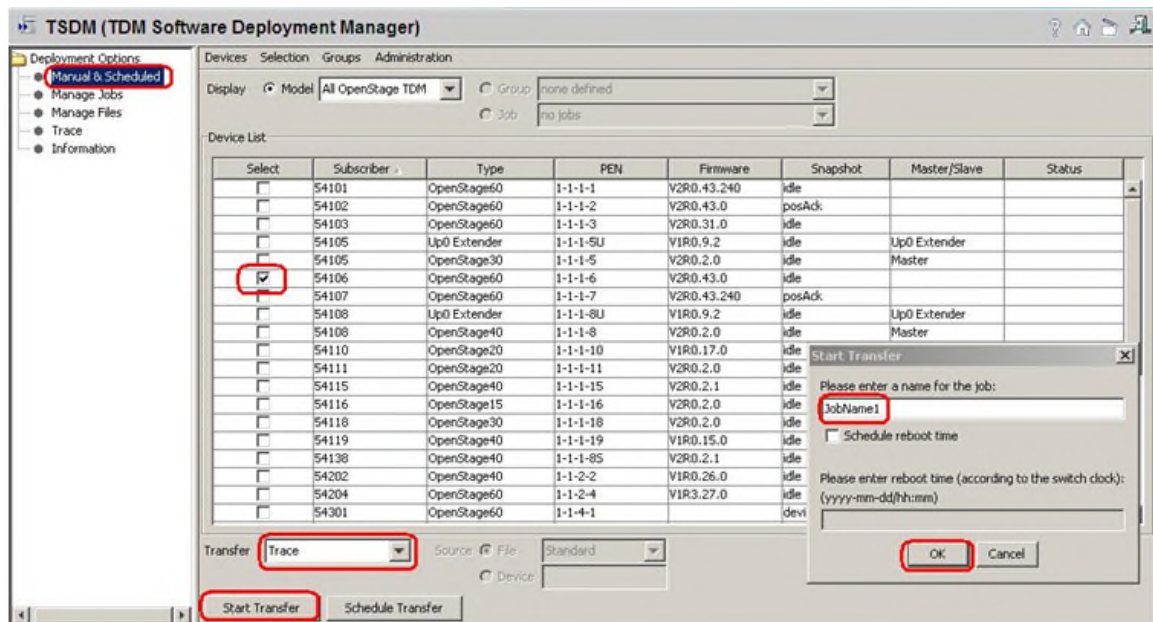 TSDM (TDM Software Deployment Manager)
Deployment Options
Manual & Scheduled
Manage Jobs
Manage Files
Trace
Information
Devices Selection Groups Administration
Display Model All OpenStage TDM Group none defined
Job no jobs
Device List
Select Subscriber Type PEN Firmware Snapshot Master/Slave Status
54101 OpenStage60 1-1-1-1 V2R0.43.240 idle
54102 OpenStage60 1-1-1-2 V2R0.43.0 posAck
54103 OpenStage60 1-1-1-3 V2R0.31.0 idle
54105 Up0 Extender 1-1-1-5U V1R0.9.2 idle Up0 Extender
54105 OpenStage30 1-1-1-5 V2R0.2.0 idle Master
54106 OpenStage60 1-1-1-6 V2R0.43.0 idle
54107 OpenStage60 1-1-1-7 V2R0.43.240 posAck
54108 Up0 Extender 1-1-1-8U V1R0.9.2 idle Up0 Extender
54108 OpenStage40 1-1-1-8 V2R0.2.0 idle Master
54110 OpenStage20 1-1-1-10 V1R0.17.0 idle
54111 OpenStage20 1-1-1-11 V2R0.2.0 idle
54115 OpenStage40 1-1-1-15 V2R0.2.1 idle
54116 OpenStage15 1-1-1-16 V2R0.2.0 idle
54118 OpenStage30 1-1-1-18 V2R0.2.0 idle
54119 OpenStage40 1-1-1-19 V1R0.15.0 idle
54138 OpenStage40 1-1-1-85 V2R0.2.1 idle
54202 OpenStage40 1-1-2-2 V1R0.26.0 idle
54204 OpenStage60 1-1-2-4 V1R3.27.0 idle
54301 OpenStage60 1-1-4-1 devi
Transfer Trace Source File Standard
Device
Start Transfer Schedule Transfer
Start Transfer
Please enter a name for the job:
JobName1
Schedule reboot time
Please enter reboot time (according to the switch clock):
(yyyy-mm-dd/hh:mm)
OK Cancel